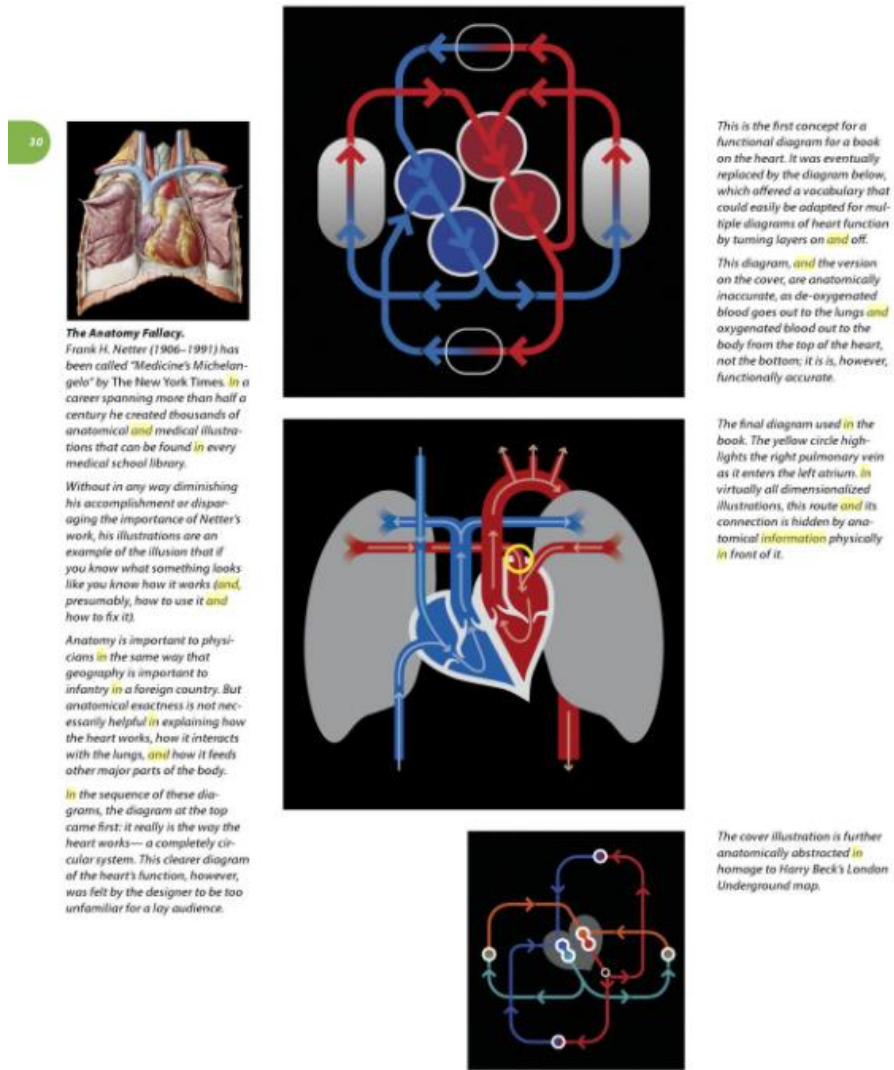 30
The Anatomy Fallacy.
Frank H. Netter (1906–1991) has
been called "Medicine's Michelan-
gelo" by The New York Times. In a
career spanning more than half a
century he created thousands of
anatomical and medical illustra-
tions that can be found in every
medical school library.
Without in any way diminishing
his accomplishment or dispar-
aging the importance of Netter's
work, his illustrations are an
example of the illusion that if
you know what something looks
like you know how it works (and,
presumably, how to use it and
how to fix it).
Anatomy is important to physi-
cians in the same way that
geography is important to
infantry in a foreign country. But
anatomical exactness is not nec-
essarily helpful in explaining how
the heart works, how it interacts
with the lungs, and how it feeds
other major parts of the body.
In the sequence of these dia-
grams, the diagram at the top
came first: it really is the way the
heart works— a completely cir-
cular system. This clearer diagram
of the heart's function, however,
was felt by the designer to be too
unfamiliar for a lay audience.
This is the first concept for a
functional diagram for a book
on the heart. It was eventually
replaced by the diagram below,
which offered a vocabulary that
could easily be adapted for mul-
tiple diagrams of heart function
by turning layers on and off.
This diagram, and the version
on the cover, are anatomically
inaccurate, as de-oxygenated
blood goes out to the lungs and
oxygenated blood out to the
body from the top of the heart,
not the bottom; it is is, however,
functionally accurate.
The final diagram used in the
book. The yellow circle high-
lights the right pulmonary vein
as it enters the left atrium. In
virtually all dimensionalized
illustrations, this route and its
connection is hidden by ana-
tomical information physically
in front of it.
The cover illustration is further
anatomically abstracted in
homage to Harry Beck's London
Underground map.